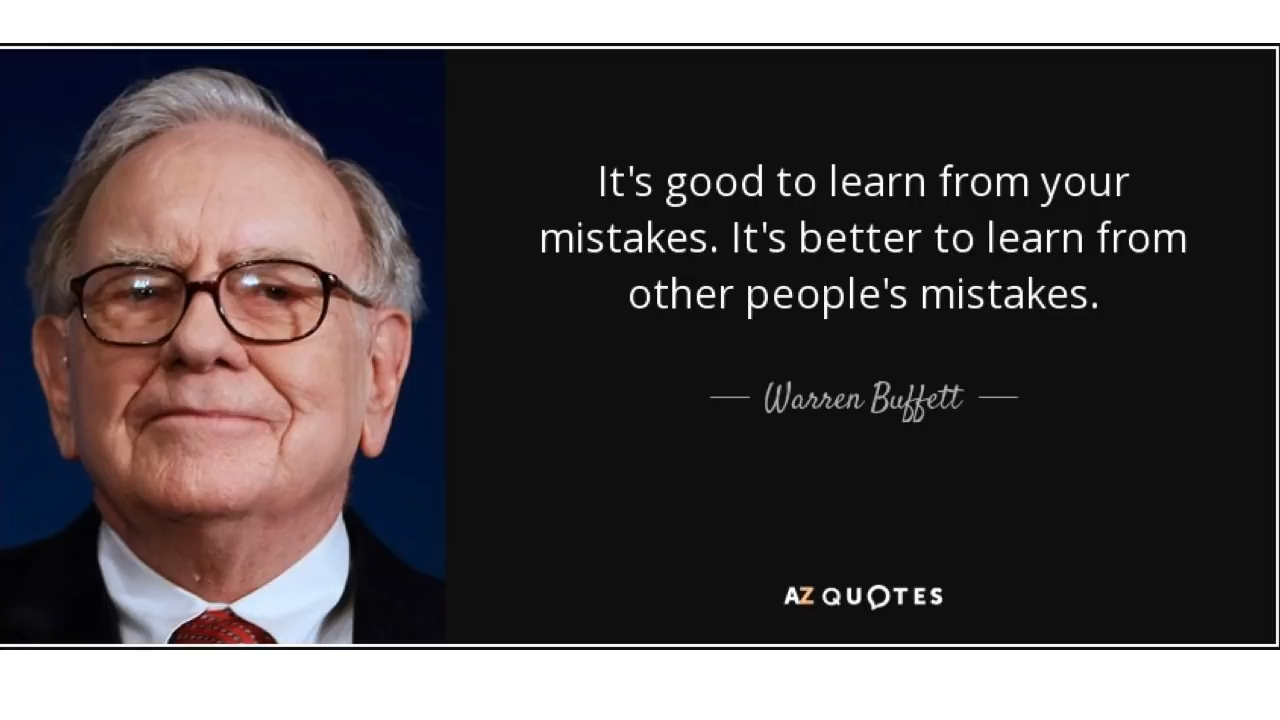 It's good to learn from your
mistakes. It's better to learn from
other people's mistakes.
Warren Buffett
AZ QUOTES